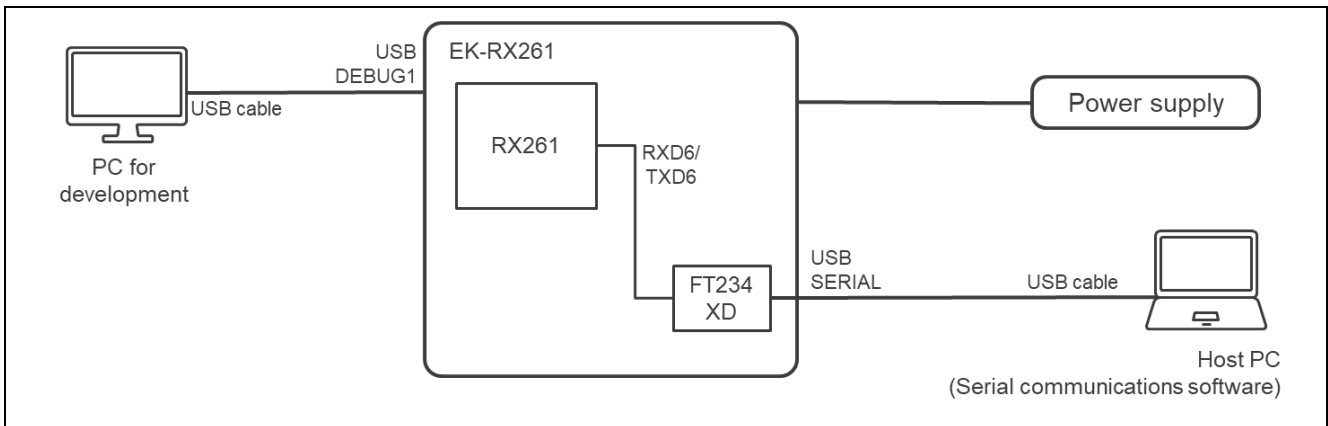 USB
DEBUG1
USB cable
PC for
development
EK-RX261
RX261
RXD6/
TXD6
FT234
XD
Power supply
USB
SERIAL
USB cable
Host PC
(Serial communications software)